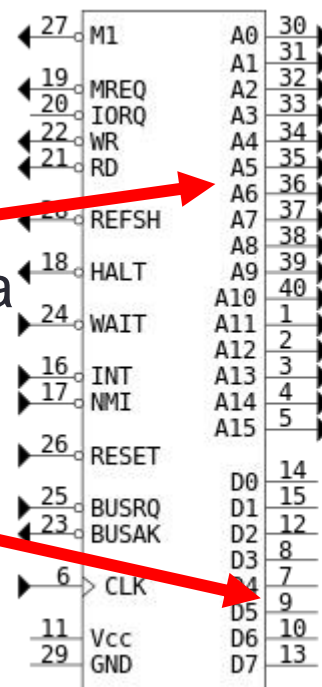 27 M1 A0 30
A1 31
19 MREQ A2 32
20 IORQ A3 33
22 WR A4 34
21 RD A5 35
A6 36
28 REFSH A7 37
A8 38
18 HALT A9 39
a
A10 40
24 WAIT A11 1
A12 2
16 INT A13 3
17 NMI A14 4
A15 5
26 RESET
D0 14
25 BUSRQ D1 15
23 BUSAK D2 12
D3 8
6 CLK D4 7
D5 9
11 Vcc D6 10
29 GND D7 13